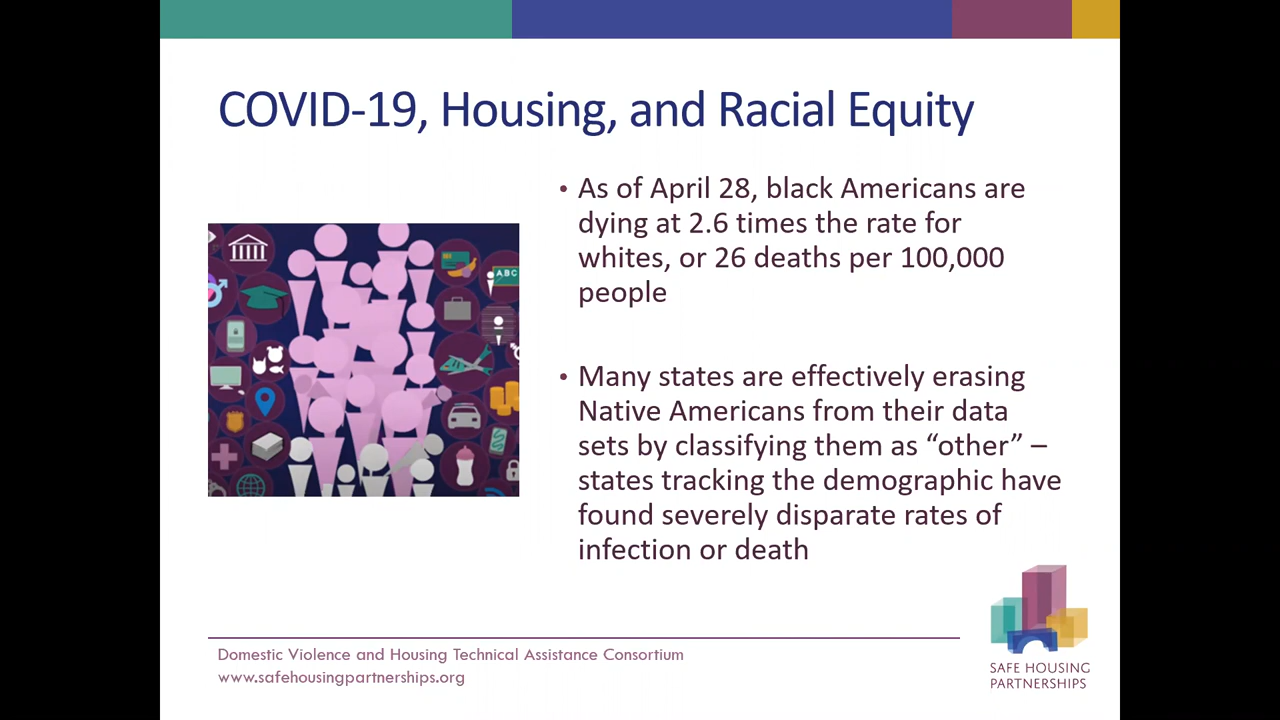 COVID-19, Housing, and Racial Equity
ABC
• As of April 28, black Americans are
dying at 2.6 times the rate for
whites, or 26 deaths per 100,000
people
• Many states are effectively erasing
Native Americans from their data
sets by classifying them as “other” –
states tracking the demographic have
found severely disparate rates of
infection or death
Domestic Violence and Housing Technical Assistance Consortium
www.safehousingpartnerships.org
SAFE HOUSING
PARTNERSHIPS